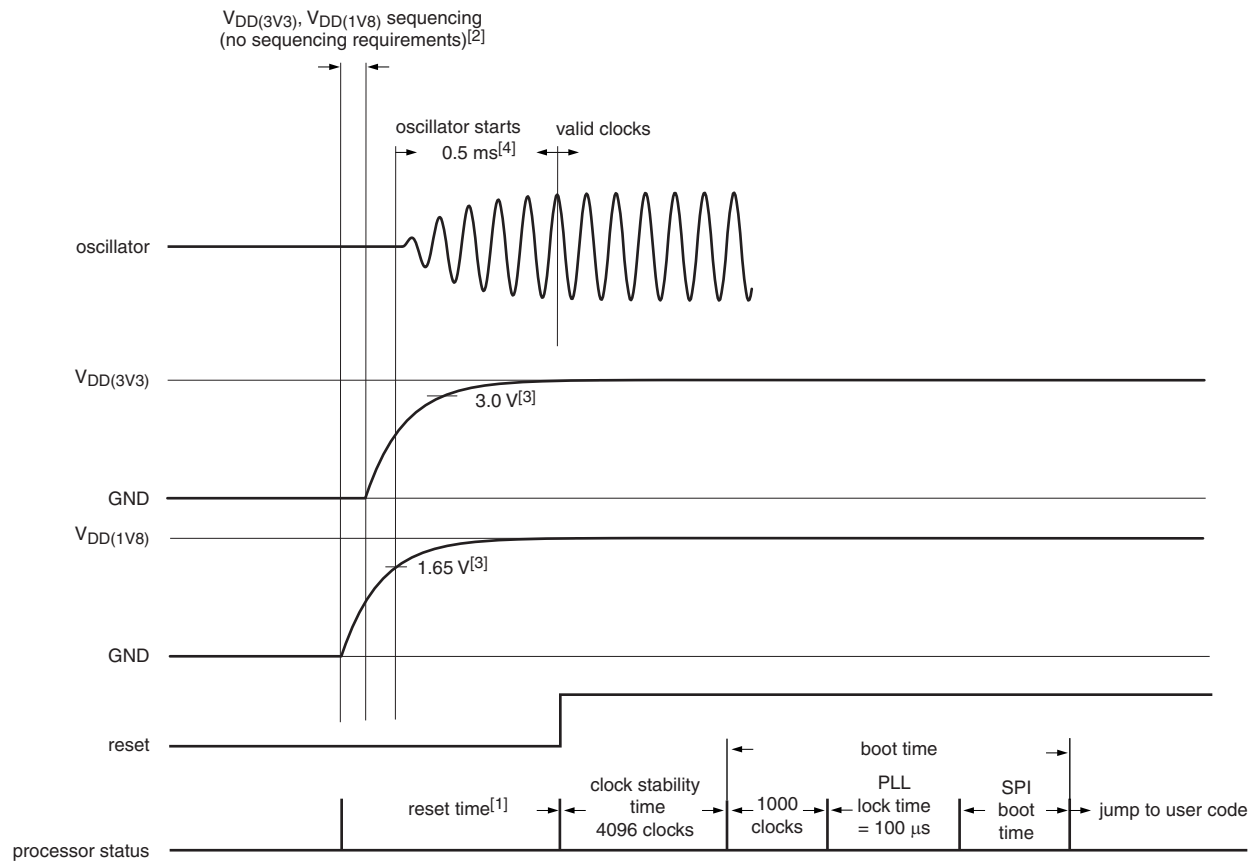 VDD(3V3), VDD(1V8) sequencing
(no sequencing requirements)[2]
oscillator starts
0.5 ms[4]
valid clocks
oscillator
VDD(3V3)
3.0 V[3]
GND
VDD(1V8)
1.65 V[3]
GND
reset
boot time
reset time[1]
clock stability
time
4096 clocks
1000
clocks
PLL
lock time
= 100 μs
SPI
boot
time
jump to user code
processor status